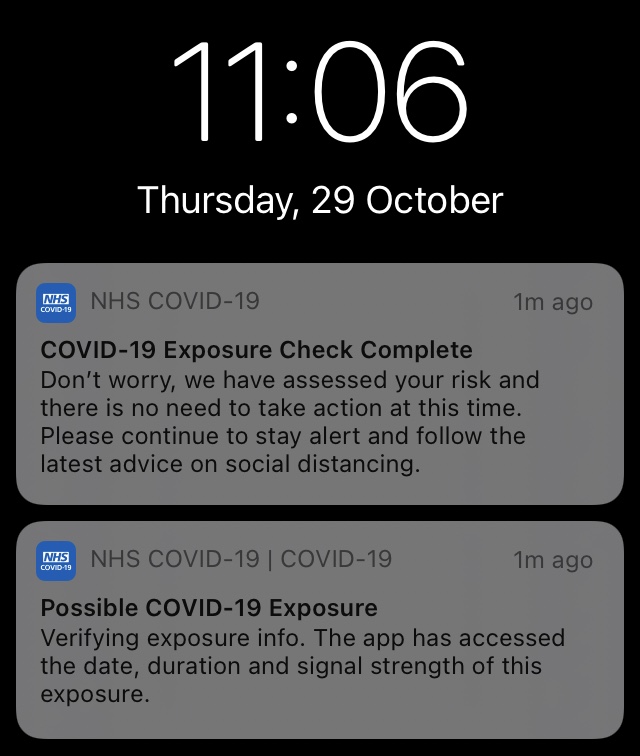 11:06
Thursday, 29 October
NHS
COVID-19
NHS COVID-19
1m ago
COVID-19 Exposure Check Complete
Don’t worry, we have assessed your risk and
there is no need to take action at this time.
Please continue to stay alert and follow the
latest advice on social distancing.
NHS
COVID-19
NHS COVID-19 | COVID-19
1m ago
Possible COVID-19 Exposure
Verifying exposure info. The app has accessed
the date, duration and signal strength of this
exposure.